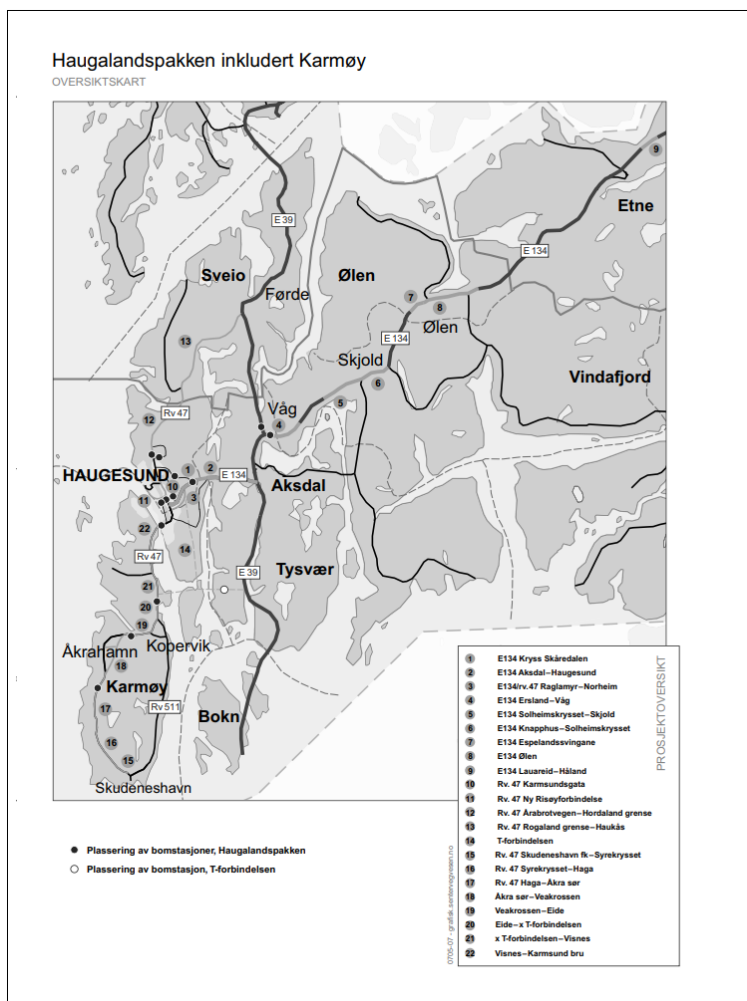 Haugalandspakken inkludert Karmøy
OVERSIKTSKART
9
Etne
E 39
E 134
Sveio
Ølen
Førde
7
8
Ølen
13
E 134
Skjold
6
Vindafjord
5
Rv 47
12
Våg
4
HAUGESUND
1
2
E 134
10
3
Aksdal
11
22
14
Rv 47
E 39
Tysvær
21
20
19
Åkrahamn
Kopervik
18
Karmøy
17
Rv 511
Bokn
16
15
Skudeneshavn
PROSJEKTOVERSIKT
1 E134 Kryss Skåredalen
2 E134 Aksdal–Haugesund
3 E134/rv. 47 Raglamyr–Norheim
4 E134 Ersland–Våg
5 E134 Solheimskrysset–Skjold
6 E134 Knapphus–Solheimskrysset
7 E134 Espelandssvingane
8 E134 Ølen
9 E134 Lauareid–Håland
10 Rv. 47 Karmsundsgata
11 Rv. 47 Ny Risøyforbindelse
12 Rv. 47 Årabrotvegen–Hordaland grense
13 Rv. 47 Rogaland grense–Haukås
14 T-forbindelsen
15 Rv. 47 Skudeneshavn fk–Syrekrysset
16 Rv. 47 Syrekrysset–Haga
17 Rv. 47 Haga–Åkra sør
18 Åkra sør–Veakrossen
19 Veakrossen–Eide
20 Eide–x T-forbindelsen
21 x T-forbindelsen–Visnes
22 Visnes–Karmsund bru
Plassering av bomstasjoner, Haugalandspakken
Plassering av bomstasjon, T-forbindelsen
0705-07 - grafisk.senter@vegvesen.no